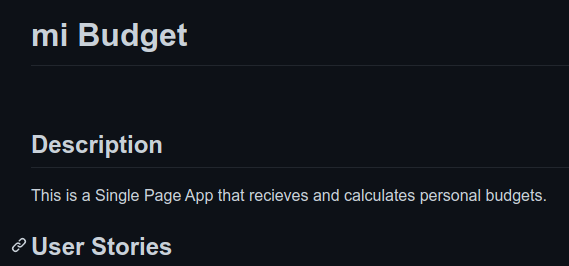 mi Budget
Description
This is a Single Page App that recieves and calculates personal budgets.
User Stories